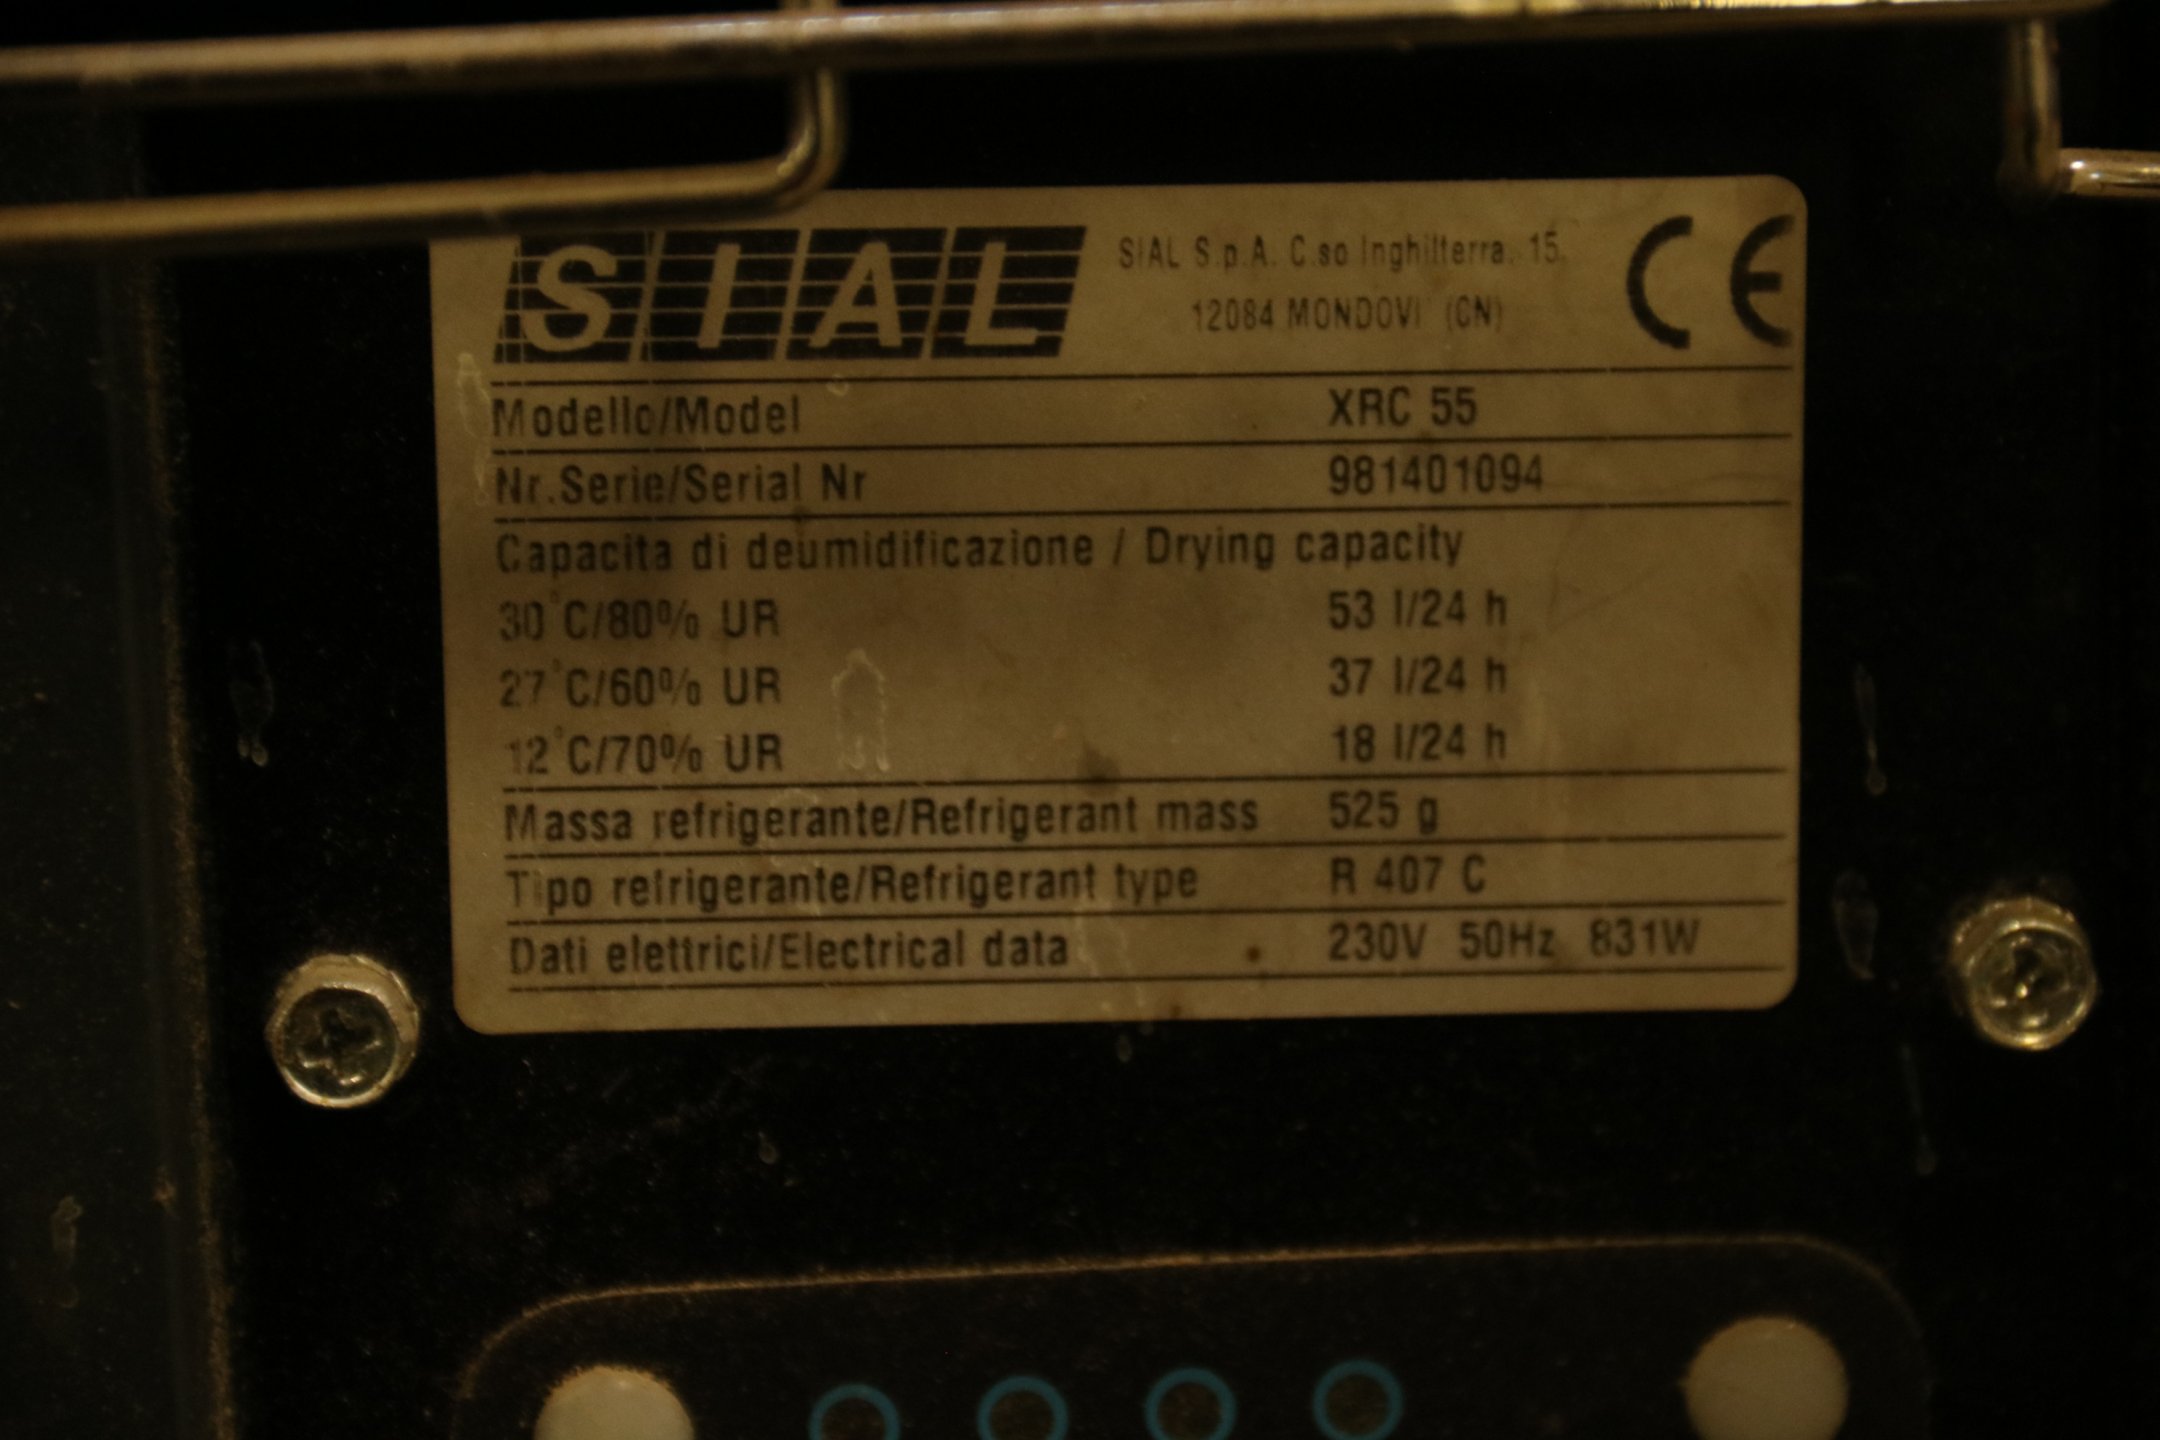 SIAL
SIAL S.p.A. C.so Inghilterra, 15,
12084 MONDOVI' (CN)
CE
Modello/Model XRC 55
Nr.Serie/Serial Nr 981401094
Capacita di deumidificazione / Drying capacity
30°C/80% UR 53 l/24 h
27°C/60% UR 37 l/24 h
12°C/70% UR 18 l/24 h
Massa refrigerante/Refrigerant mass 525 g
Tipo refrigerante/Refrigerant type R 407 C
Dati elettrici/Electrical data 230V 50Hz 831W